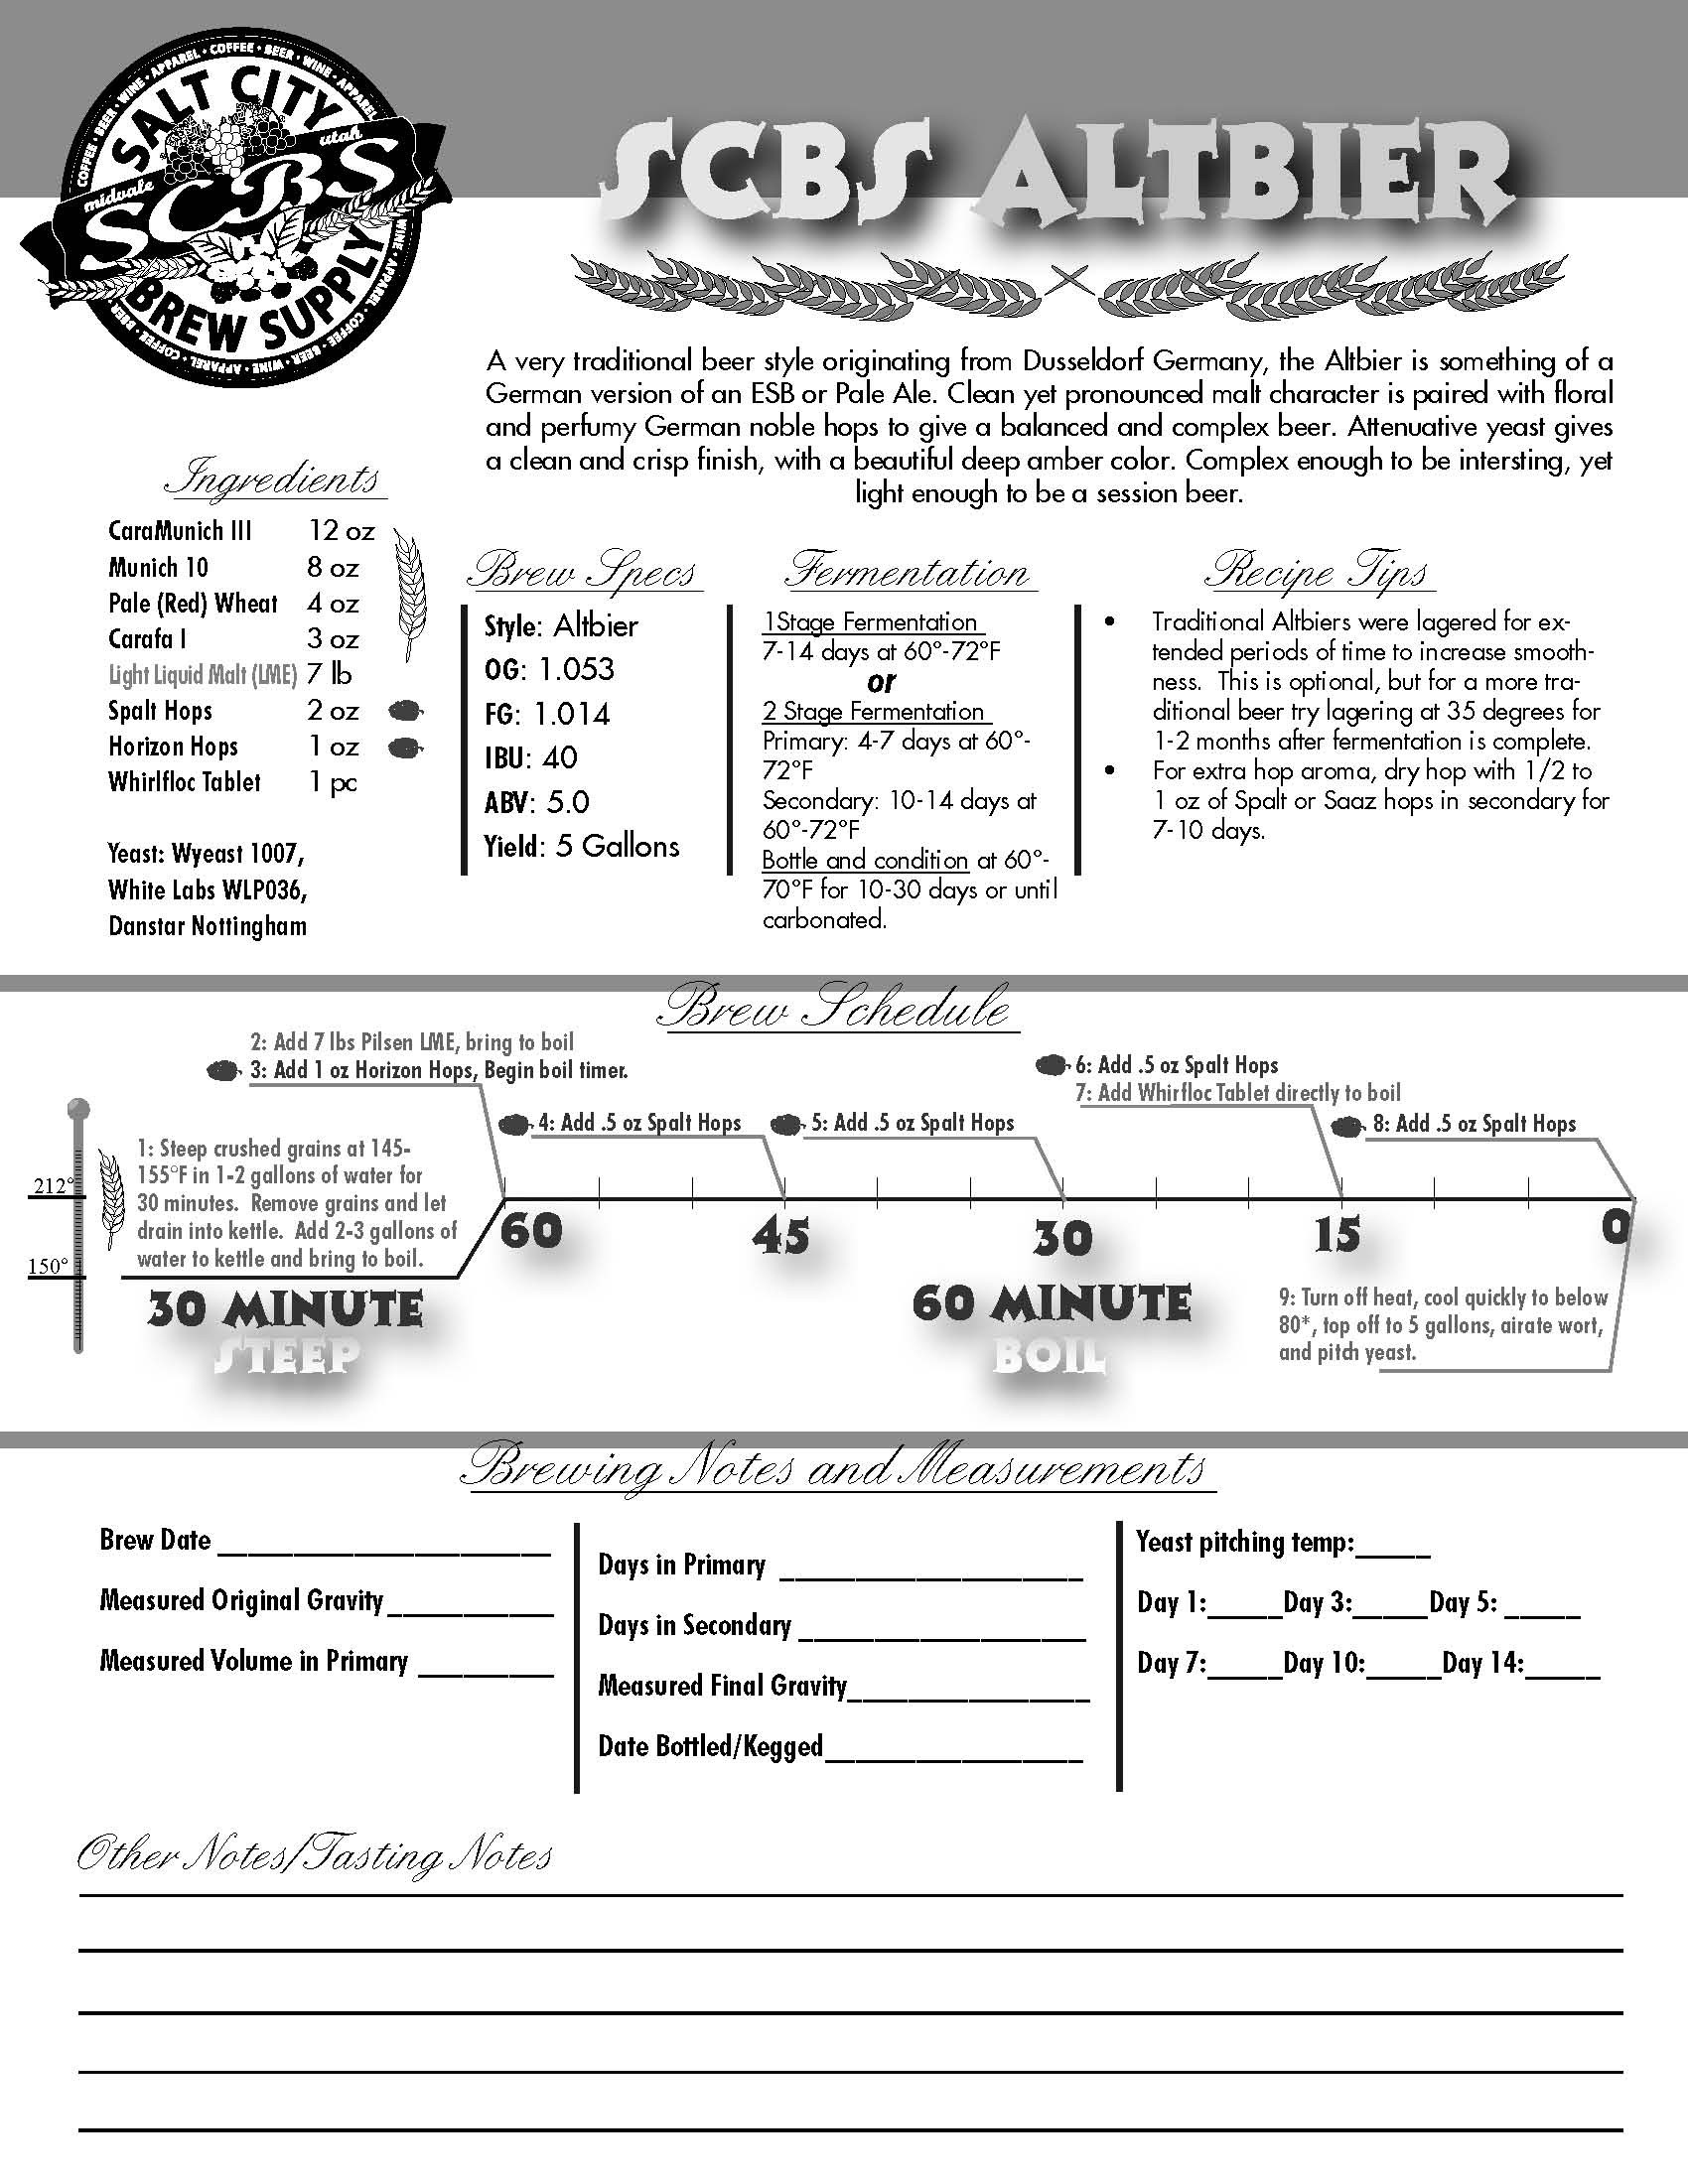 COFFEE • BEER • WINE • APPAREL • COFFEE • BEER • WINE • APPAREL
SALT CITY
midvale
utah
SCBS
BREW SUPPLY
WINE • APPAREL • COFFEE • BEER • WINE • APPAREL • COFFEE • BEER
SCBS ALTBIER
A very traditional beer style originating from Dusseldorf Germany, the Altbier is something of a
German version of an ESB or Pale Ale. Clean yet pronounced malt character is paired with floral
and perfumy German noble hops to give a balanced and complex beer. Attenuative yeast gives
a clean and crisp finish, with a beautiful deep amber color. Complex enough to be intersting, yet
light enough to be a session beer.
Ingredients
CaraMunich III 12 oz
Munich 10 8 oz
Pale (Red) Wheat 4 oz
Carafa I 3 oz
Light Liquid Malt (LME) 7 lb
Spalt Hops 2 oz
Horizon Hops 1 oz
Whirlfloc Tablet 1 pc
Yeast: Wyeast 1007,
White Labs WLP036,
Danstar Nottingham
Brew Specs
Style: Altbier
OG: 1.053
FG: 1.014
IBU: 40
ABV: 5.0
Yield: 5 Gallons
Fermentation
1Stage Fermentation
7-14 days at 60°-72°F
or
2 Stage Fermentation
Primary: 4-7 days at 60°-
72°F
Secondary: 10-14 days at
60°-72°F
Bottle and condition at 60°-
70°F for 10-30 days or until
carbonated.
Recipe Tips
• Traditional Altbiers were lagered for ex-
tended periods of time to increase smooth-
ness.  This is optional, but for a more tra-
ditional beer try lagering at 35 degrees for
1-2 months after fermentation is complete.
• For extra hop aroma, dry hop with 1/2 to
1 oz of Spalt or Saaz hops in secondary for
7-10 days.
Brew Schedule
2: Add 7 lbs Pilsen LME, bring to boil
3: Add 1 oz Horizon Hops, Begin boil timer.
4: Add .5 oz Spalt Hops
5: Add .5 oz Spalt Hops
6: Add .5 oz Spalt Hops
7: Add Whirfloc Tablet directly to boil
8: Add .5 oz Spalt Hops
212°
150°
1: Steep crushed grains at 145-
155°F in 1-2 gallons of water for
30 minutes.  Remove grains and let
drain into kettle.  Add 2-3 gallons of
water to kettle and bring to boil.
60 45 30 15 0
30 MINUTE
STEEP
60 MINUTE
BOIL
9: Turn off heat, cool quickly to below
80*, top off to 5 gallons, airate wort,
and pitch yeast.
Brewing Notes and Measurements
Brew Date ______________________
Measured Original Gravity___________
Measured Volume in Primary _________
Days in Primary ____________________
Days in Secondary ___________________
Measured Final Gravity________________
Date Bottled/Kegged_________________
Yeast pitching temp:_____
Day 1:_____Day 3:_____Day 5: _____
Day 7:_____Day 10:_____Day 14:_____
Other Notes/Tasting Notes